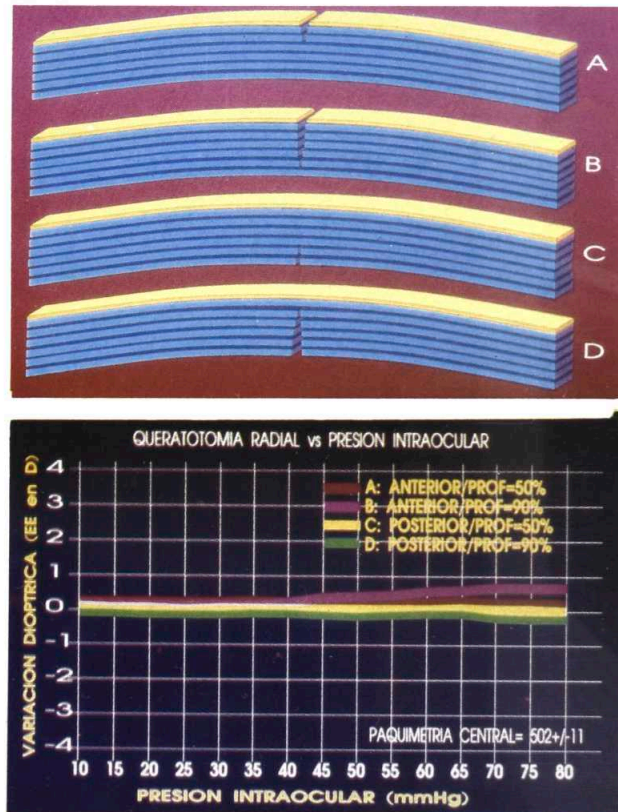 A
B
C
D
QUERATOTOMIA RADIAL vs PRESION INTRAOCULAR
A: ANTERIOR/PROF=50%
B: ANTERIOR/PROF=90%
C: POSTERIOR/PROF=50%
D: POSTERIOR/PROF=90%
VARIACION DIOPTRICA (EE en D)
4
3
2
1
0
-1
-2
-3
-4
PAQUIMETRIA CENTRAL= 502+/-11
10 15 20 25 30 35 40 45 50 55 60 65 70 75 80
PRESION INTRAOCULAR (mmHg)